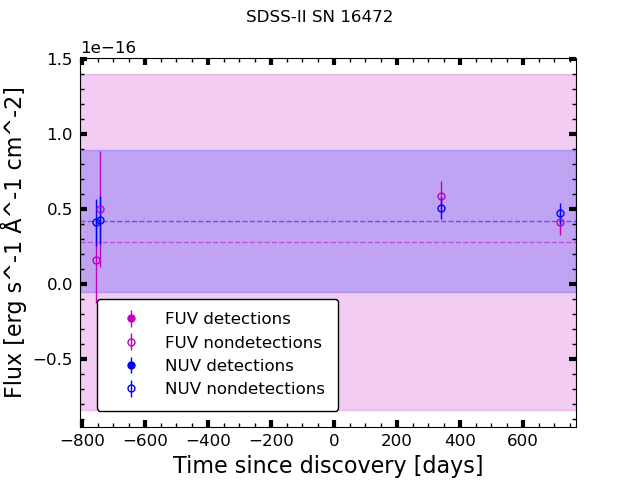 SDSS-II SN 16472
1e−16
1.5
1.0
0.5
0.0
−0.5
Flux [erg s^-1 Å^-1 cm^-2]
FUV detections
FUV nondetections
NUV detections
NUV nondetections
−800 −600 −400 −200 0 200 400 600
Time since discovery [days]